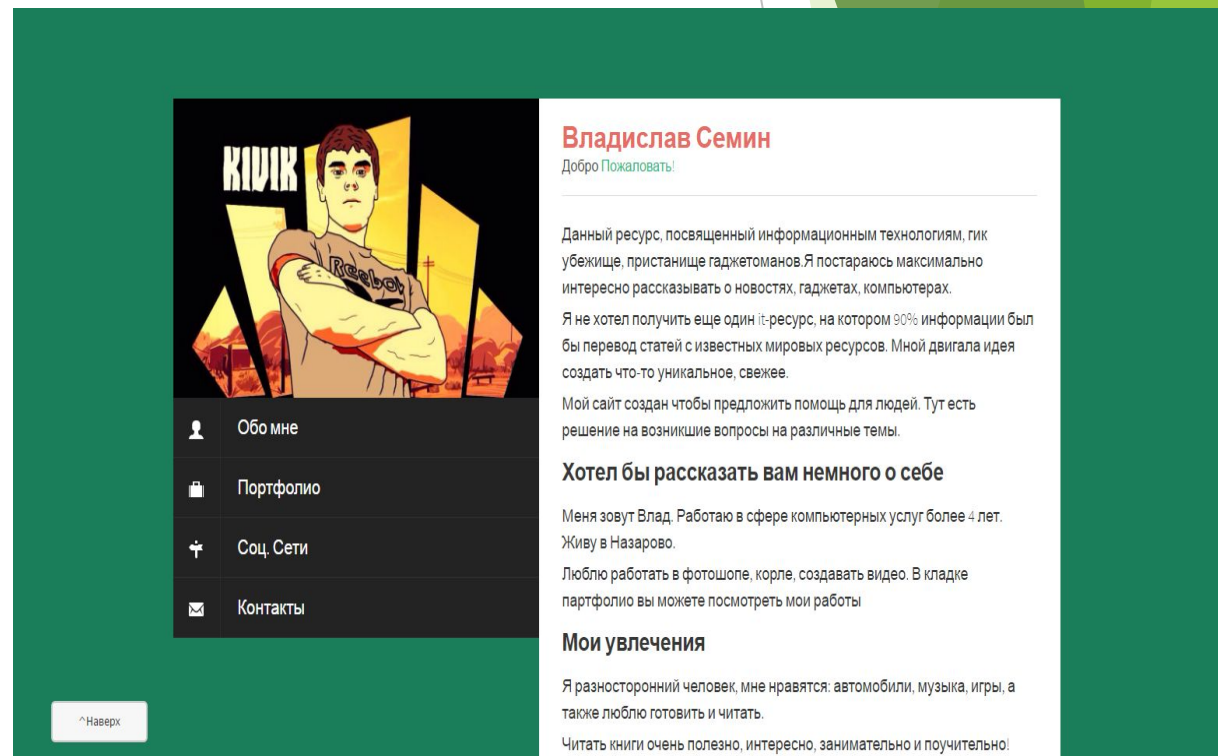 KIVIK
Reebok
Обо мне
Портфолио
Соц. Сети
Контакты
^Наверх
Владислав Семин
Добро Пожаловать!
Данный ресурс, посвященный информационным технологиям, гик
убежище, пристанище гаджетоманов.Я постараюсь максимально
интересно рассказывать о новостях, гаджетах, компьютерах.
Я не хотел получить еще один it-ресурс, на котором 90% информации был
бы перевод статей с известных мировых ресурсов. Мной двигала идея
создать что-то уникальное, свежее.
Мой сайт создан чтобы предложить помощь для людей. Тут есть
решение на возникшие вопросы на различные темы.
Хотел бы рассказать вам немного о себе
Меня зовут Влад. Работаю в сфере компьютерных услуг более 4 лет.
Живу в Назарово.
Люблю работать в фотошопе, корле, создавать видео. В кладке
партфолио вы можете посмотреть мои работы
Мои увлечения
Я разносторонний человек, мне нравятся: автомобили, музыка, игры, а
также люблю готовить и читать.
Читать книги очень полезно, интересно, занимательно и поучительно!